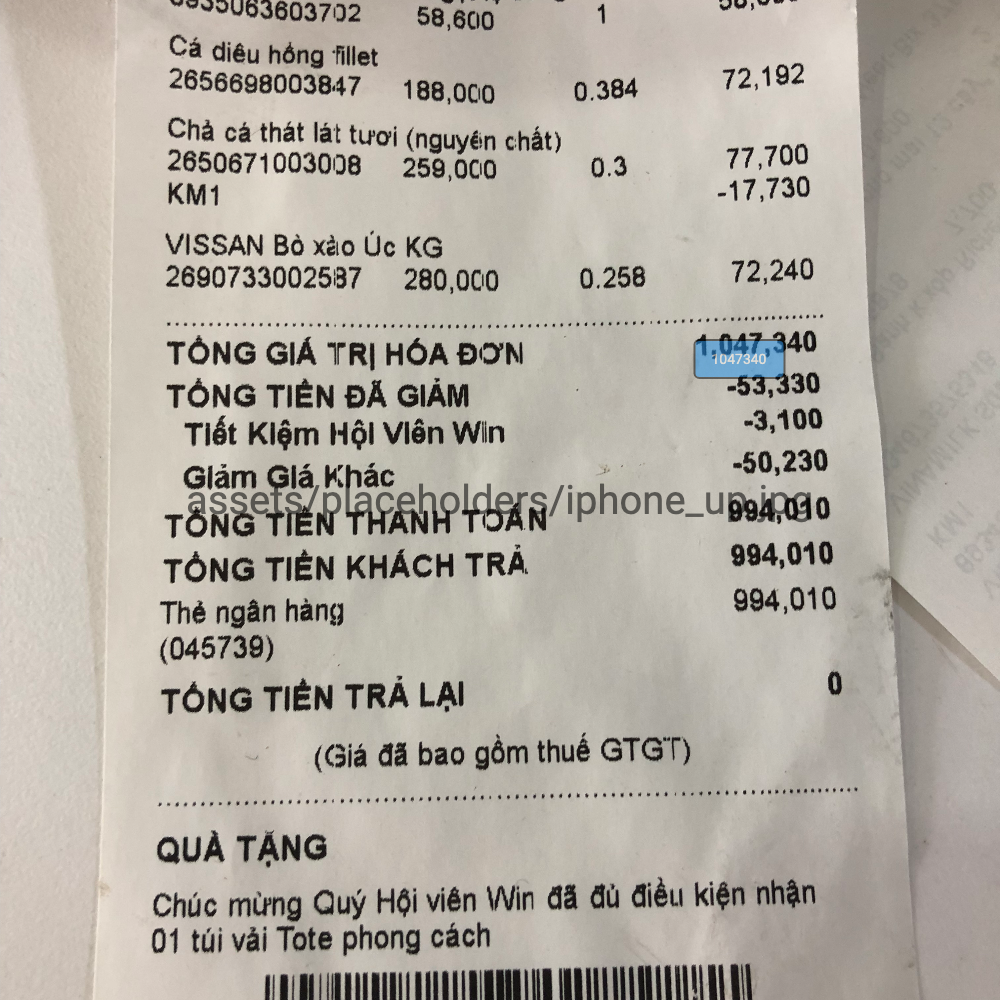 58,600 1
Cá diêu hồng fillet
2656698003847 188,000 0.384 72,192
Chả cá thát lát tươi (nguyên chất)
2650671003008 259,000 0.3 77,700
KM1 -17,730
VISSAN Bò xào Úc KG
2690733002587 280,000 0.258 72,240
TỔNG GIÁ TRỊ HÓA ĐƠN 1,047,340
1047340
TỔNG TIỀN ĐÃ GIẢM -53,330
Tiết Kiệm Hội Viên Win -3,100
Giảm Giá Khác -50,230
assets/placeholders/iphone_up.jpg
TỔNG TIỀN THANH TOÁN 994,010
TỔNG TIỀN KHÁCH TRẢ 994,010
Thẻ ngân hàng 994,010
(045739)
TỔNG TIỀN TRẢ LẠI 0
(Giá đã bao gồm thuế GTGT)
QUÀ TẶNG
Chúc mừng Quý Hội viên Win đã đủ điều kiện nhận
01 túi vải Tote phong cách